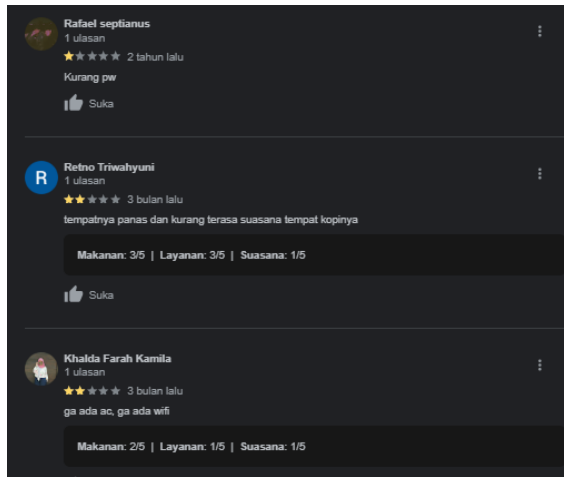 Rafael septianus
1 ulasan
2 tahun lalu
Kurang pw
Suka
R
Retno Triwahyuni
1 ulasan
3 bulan lalu
tempatnya panas dan kurang terasa suasana tempat kopinya
Makanan: 3/5 | Layanan: 3/5 | Suasana: 1/5
Suka
Khalda Farah Kamila
1 ulasan
3 bulan lalu
ga ada ac, ga ada wifi
Makanan: 2/5 | Layanan: 1/5 | Suasana: 1/5